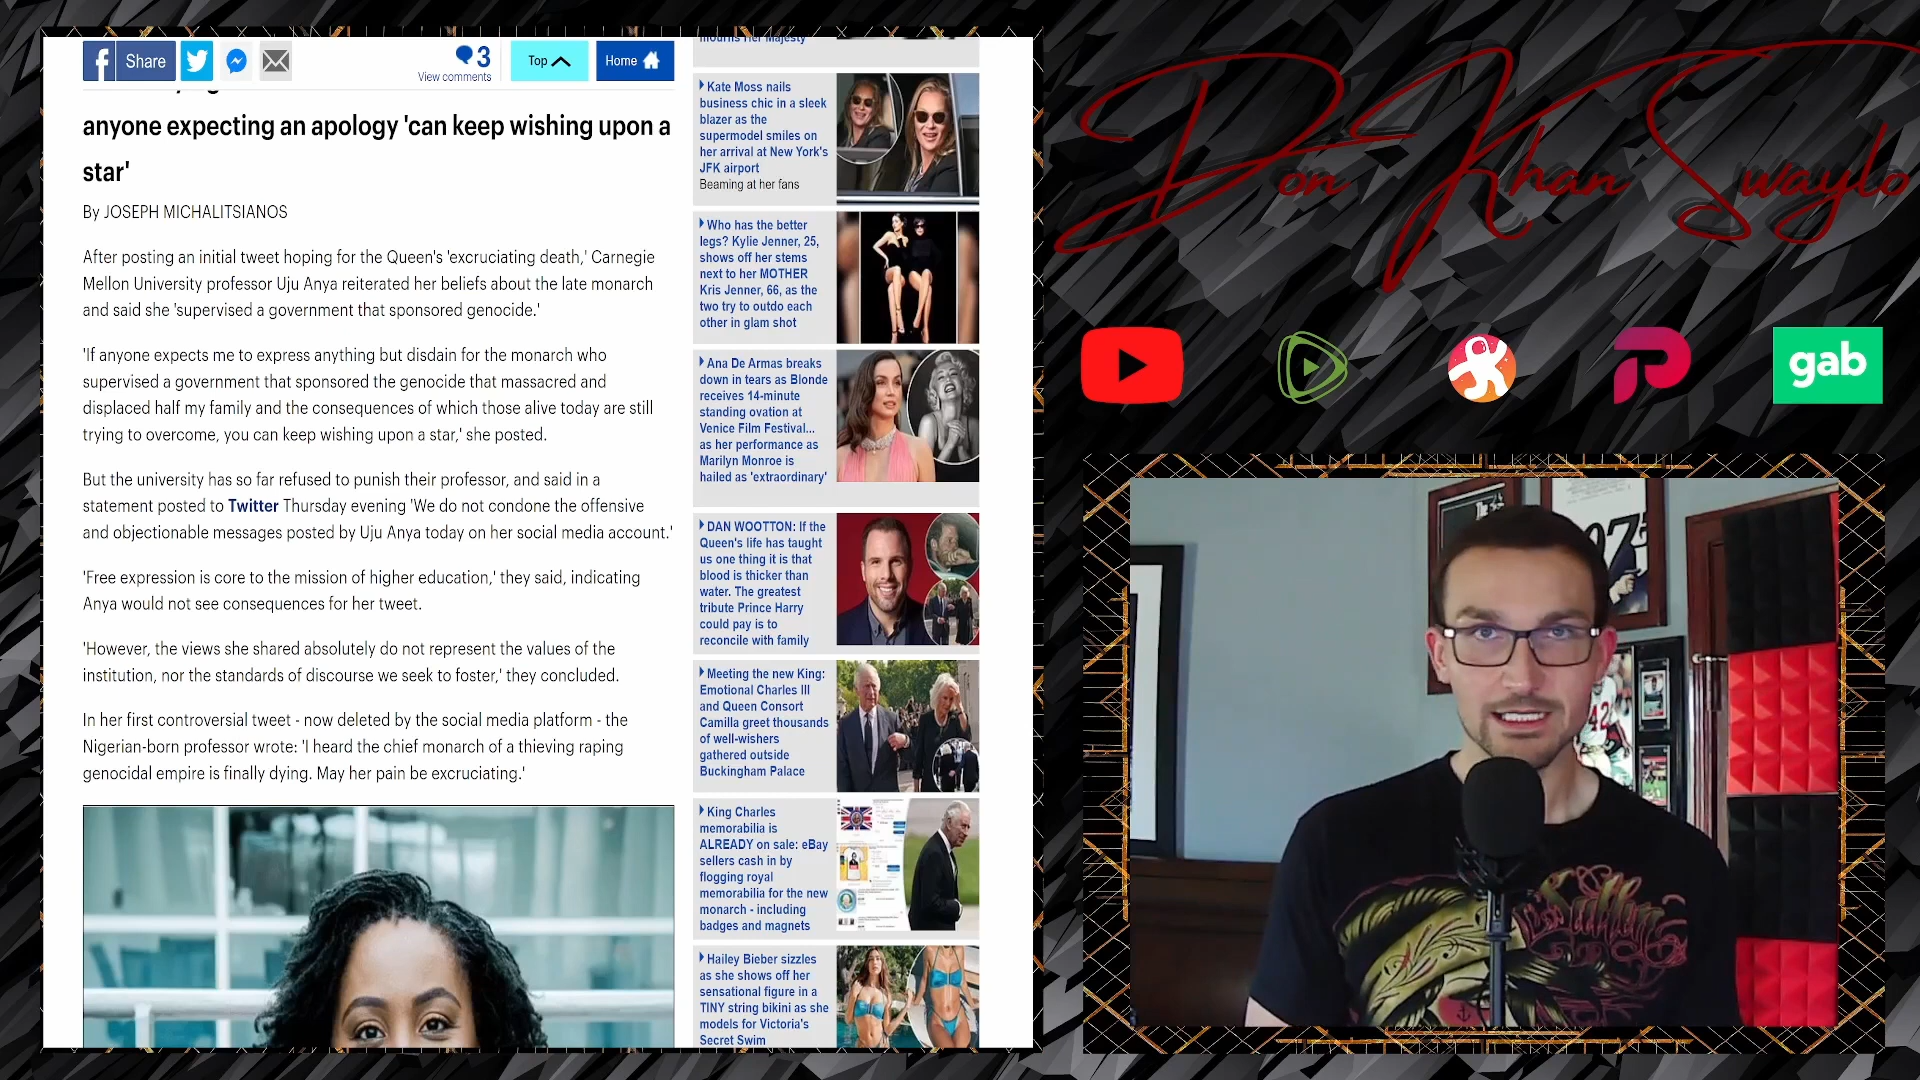 Share
3
View comments
Top
Home
anyone expecting an apology 'can keep wishing upon a
star'
By JOSEPH MICHALITSIANOS
After posting an initial tweet hoping for the Queen's 'excruciating death,' Carnegie
Mellon University professor Uju Anya reiterated her beliefs about the late monarch
and said she 'supervised a government that sponsored genocide.'
'If anyone expects me to express anything but disdain for the monarch who
supervised a government that sponsored the genocide that massacred and
displaced half my family and the consequences of which those alive today are still
trying to overcome, you can keep wishing upon a star,' she posted.
But the university has so far refused to punish their professor, and said in a
statement posted to Twitter Thursday evening 'We do not condone the offensive
and objectionable messages posted by Uju Anya today on her social media account.'
'Free expression is core to the mission of higher education,' they said, indicating
Anya would not see consequences for her tweet.
'However, the views she shared absolutely do not represent the values of the
institution, nor the standards of discourse we seek to foster,' they concluded.
In her first controversial tweet - now deleted by the social media platform - the
Nigerian-born professor wrote: 'I heard the chief monarch of a thieving raping
genocidal empire is finally dying. May her pain be excruciating.'
mourns Her Majesty
Kate Moss nails
business chic in a sleek
blazer as the
supermodel smiles on
her arrival at New York's
JFK airport
Beaming at her fans
Who has the better
legs? Kylie Jenner, 25,
shows off her stems
next to her MOTHER
Kris Jenner, 66, as the
two try to outdo each
other in glam shot
Ana De Armas breaks
down in tears as Blonde
receives 14-minute
standing ovation at
Venice Film Festival...
as her performance as
Marilyn Monroe is
hailed as 'extraordinary'
DAN WOOTTON: If the
Queen's life has taught
us one thing it is that
blood is thicker than
water. The greatest
tribute Prince Harry
could pay is to
reconcile with family
Meeting the new King:
Emotional Charles III
and Queen Consort
Camilla greet thousands
of well-wishers
gathered outside
Buckingham Palace
King Charles
memorabilia is
ALREADY on sale: eBay
sellers cash in by
flogging royal
memorabilia for the new
monarch - including
badges and magnets
Hailey Bieber sizzles
as she shows off her
sensational figure in a
TINY string bikini as she
models for Victoria's
Secret Swim
Don Khan Swaylo
gab
42